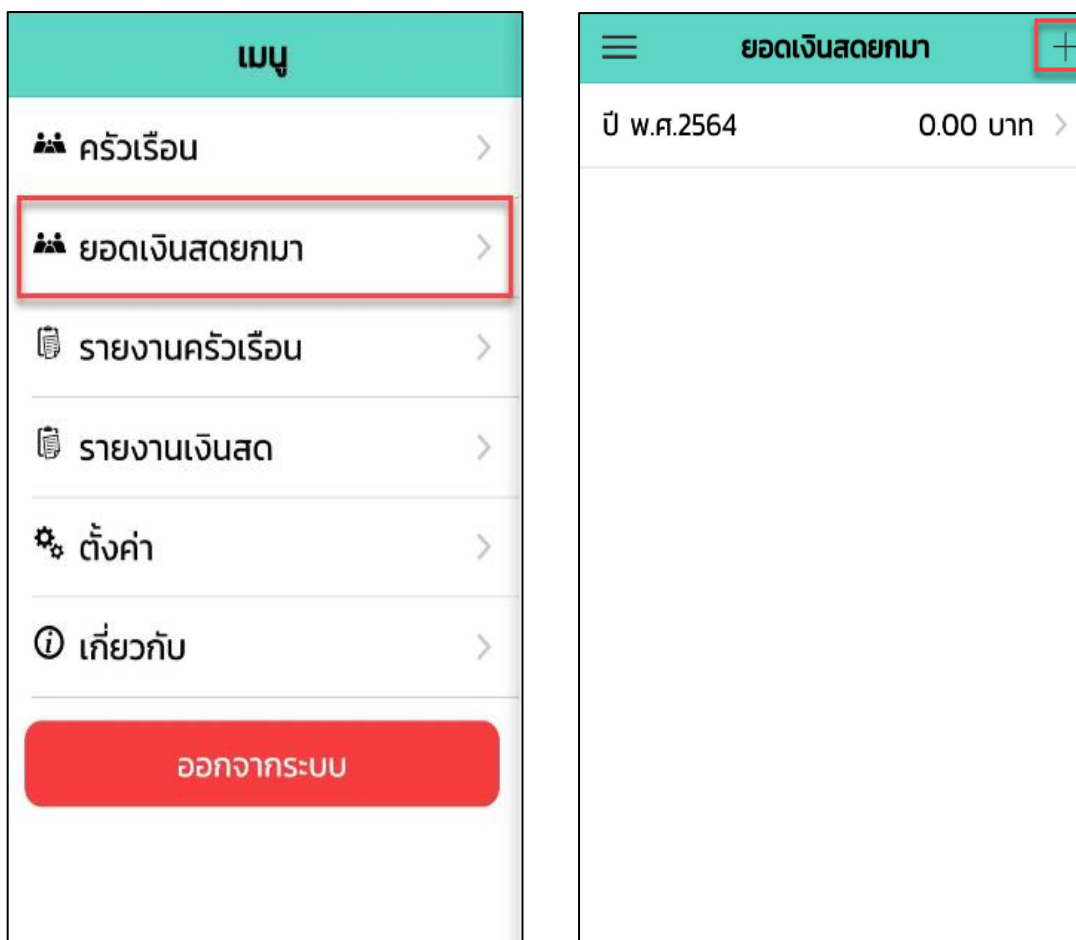 เมนู
ครัวเรือน
ยอดเงินสดยกมา
รายงานครัวเรือน
รายงานเงินสด
ตั้งค่า
เกี่ยวกับ
ออกจากระบบ
ยอดเงินสดยกมา
ปี พ.ศ.2564 0.00 บาท